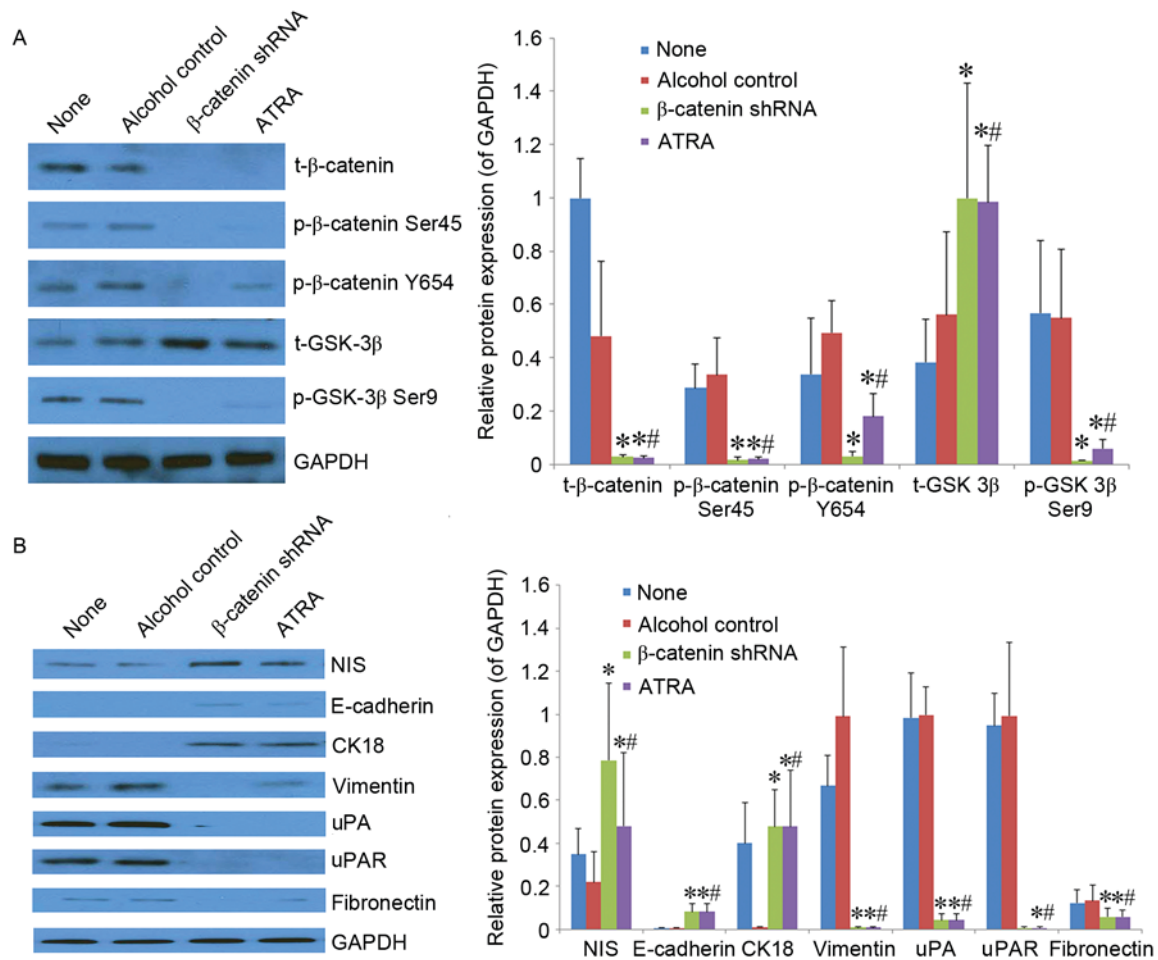 A
None
Alcohol control
β-catenin shRNA
ATRA
t-β-catenin
p-β-catenin Ser45
p-β-catenin Y654
t-GSK-3β
p-GSK-3β Ser9
GAPDH
Relative protein expression (of GAPDH)
1.6
1.4
1.2
1
0.8
0.6
0.4
0.2
0
None
Alcohol control
β-catenin shRNA
ATRA
* * #
* * #
* * #
* * #
* * #
t-β-catenin
p-β-catenin
Ser45
p-β-catenin
Y654
t-GSK 3β
p-GSK 3β
Ser9
B
None
Alcohol control
β-catenin shRNA
ATRA
NIS
E-cadherin
CK18
Vimentin
uPA
uPAR
Fibronectin
GAPDH
Relative protein expression (of GAPDH)
1.6
1.4
1.2
1
0.8
0.6
0.4
0.2
0
None
Alcohol control
β-catenin shRNA
ATRA
* * #
* * #
* * #
* * #
* * #
* #
* * #
NIS E-cadherin CK18 Vimentin uPA uPAR Fibronectin